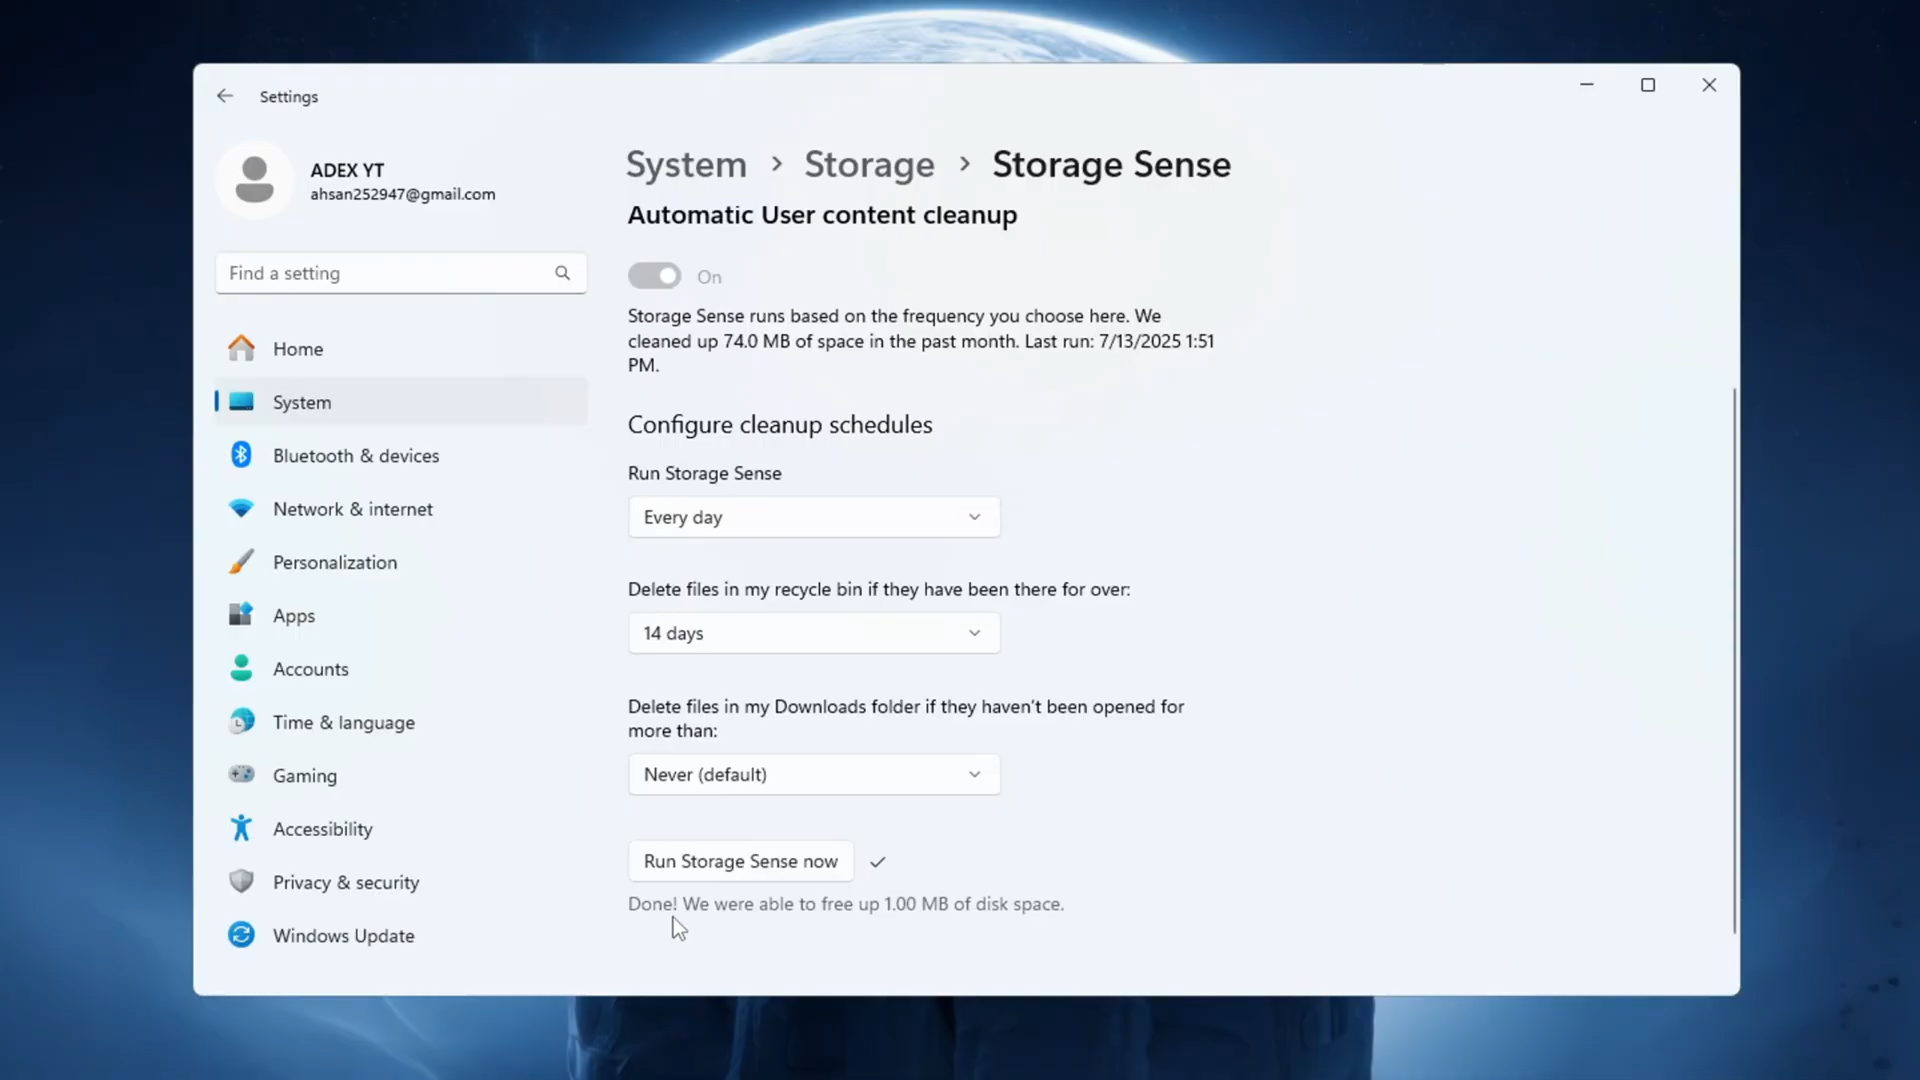 Settings
ADEX YT
ahsan252947@gmail.com
Find a setting
Home
System
Bluetooth & devices
Network & internet
Personalization
Apps
Accounts
Time & language
Gaming
Accessibility
Privacy & security
Windows Update
System > Storage > Storage Sense
Automatic User content cleanup
On
Storage Sense runs based on the frequency you choose here. We
cleaned up 74.0 MB of space in the past month. Last run: 7/13/2025 1:51
PM.
Configure cleanup schedules
Run Storage Sense
Every day
Delete files in my recycle bin if they have been there for over:
14 days
Delete files in my Downloads folder if they haven't been opened for
more than:
Never (default)
Run Storage Sense now
Done! We were able to free up 1.00 MB of disk space.